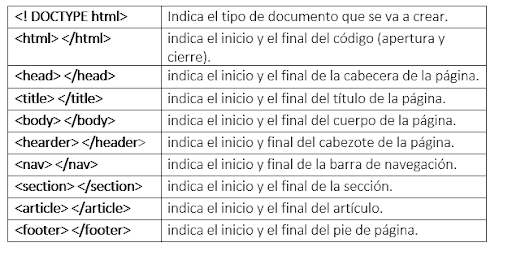 <! DOCTYPE html> Indica el tipo de documento que se va a crear.
<html> </html> indica el inicio y el final del código (apertura y
cierre).
<head> </head> indica el inicio y el final de la cabecera de la página.
<title> </title> indica el inicio y el final del título de la página.
<body> </body> indica el inicio y el final del cuerpo de la página.
<hearder> </header> indica el inicio y final del cabezote de la página.
<nav> </nav> indica el inicio y final de la barra de navegación.
<section> </section> indica el inicio y el final de la sección.
<article> </article> indica el inicio y el final del artículo.
<footer> </footer> indica el inicio y el final del pie de página.